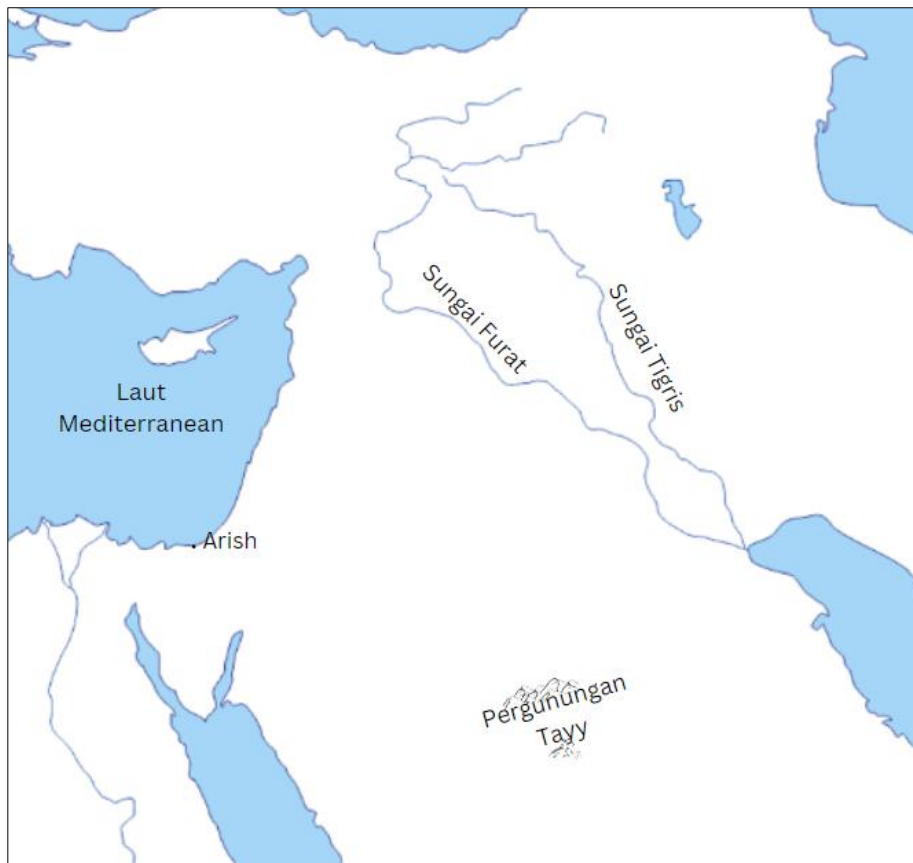 Sungai Furat
Sungai Tigris
Laut
Mediterranean
Arish
Pergunungan
Tayy